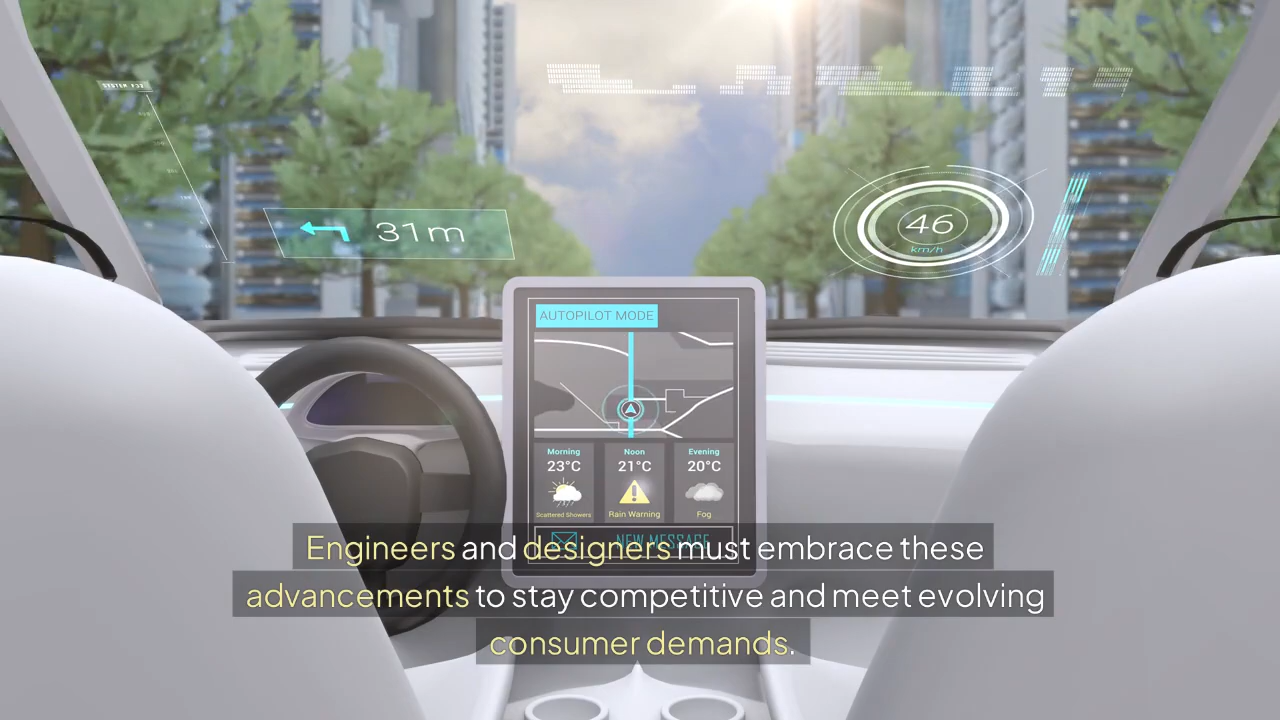 31m
46
km/h
AUTOPILOT MODE
Morning
23°C
Scattered Showers
Noon
21°C
Rain Warning
Evening
20°C
Fog
NEW MESSAGE
Engineers and designers must embrace these
advancements to stay competitive and meet evolving
consumer demands.